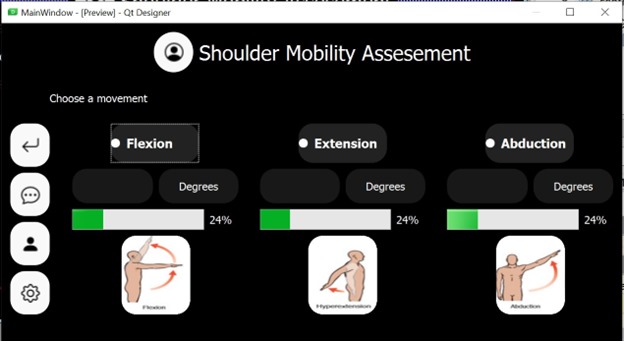 MainWindow - [Preview] - Qt Designer
Shoulder Mobility Assesement
Choose a movement
Flexion Extension Abduction
Degrees Degrees Degrees
24% 24% 24%
Flexion Hyperextension Abduction